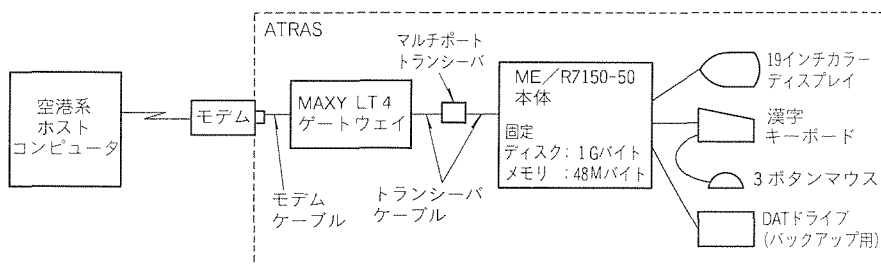 ATRAS
空港系
ホスト
コンピュータ
モデム
モデム
ケーブル
MAXY LT4
ゲートウェイ
マルチポート
トランシーバ
トランシーバ
ケーブル
ME/R7150-50
本体
固定
ディスク：1Gバイト
メモリ：48Mバイト
19インチカラー
ディスプレイ
漢字
キーボード
3ボタンマウス
DATドライブ
(バックアップ用)